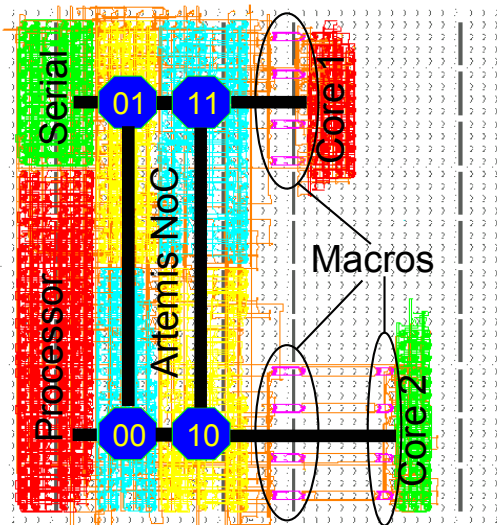 Serial
01
11
Core 1
Artemis NoC
Macros
Processor
00
10
Core 2